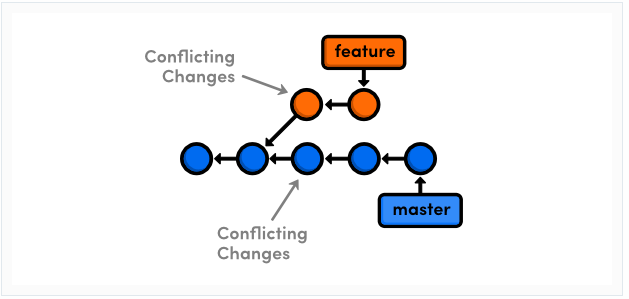 feature
Conflicting
Changes
master
Conflicting
Changes